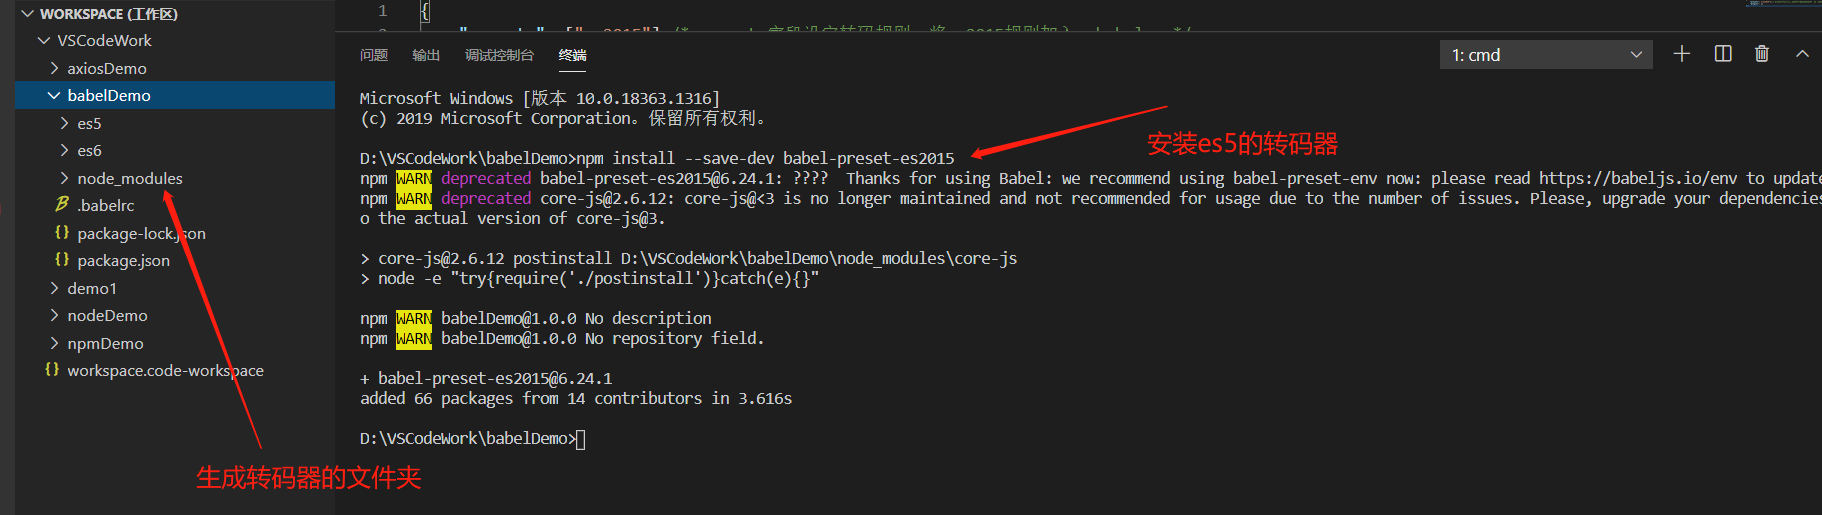 WORKSPACE (工作区)
VSCodeWork
axiosDemo
babelDemo
es5
es6
node_modules
.babelrc
package-lock.json
package.json
demo1
nodeDemo
npmDemo
workspace.code-workspace
生成转码器的文件夹
1 {
问题 输出 调试控制台 终端 1: cmd
Microsoft Windows [版本 10.0.18363.1316]
(c) 2019 Microsoft Corporation。保留所有权利。
D:\VSCodeWork\babelDemo>npm install --save-dev babel-preset-es2015
安装es5的转码器
npm WARN deprecated babel-preset-es2015@6.24.1: ???? Thanks for using Babel: we recommend using babel-preset-env now: please read https://babeljs.io/env to update
npm WARN deprecated core-js@2.6.12: core-js@<3 is no longer maintained and not recommended for usage due to the number of issues. Please, upgrade your dependencies
o the actual version of core-js@3.
> core-js@2.6.12 postinstall D:\VSCodeWork\babelDemo\node_modules\core-js
> node -e "try{require('./postinstall')}catch(e){}"
npm WARN babelDemo@1.0.0 No description
npm WARN babelDemo@1.0.0 No repository field.
+ babel-preset-es2015@6.24.1
added 66 packages from 14 contributors in 3.616s
D:\VSCodeWork\babelDemo>